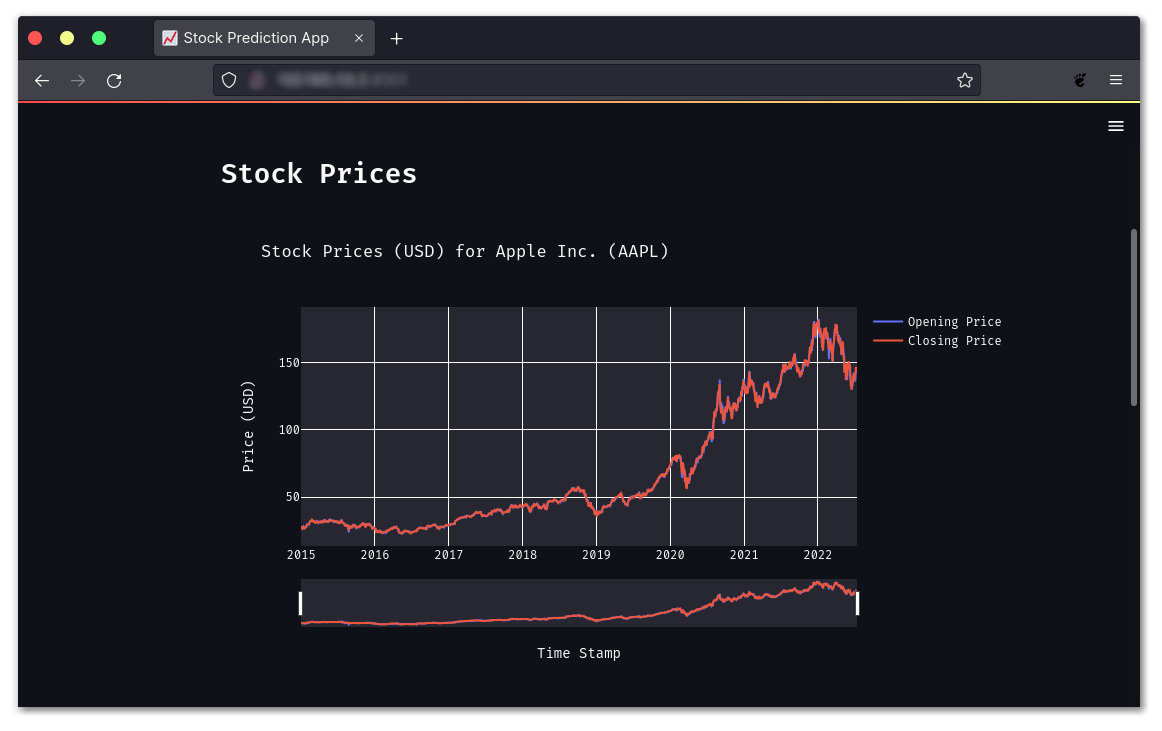 Stock Prediction App
Stock Prices
Stock Prices (USD) for Apple Inc. (AAPL)
Opening Price
Closing Price
Price (USD)
150
100
50
2015 2016 2017 2018 2019 2020 2021 2022
Time Stamp